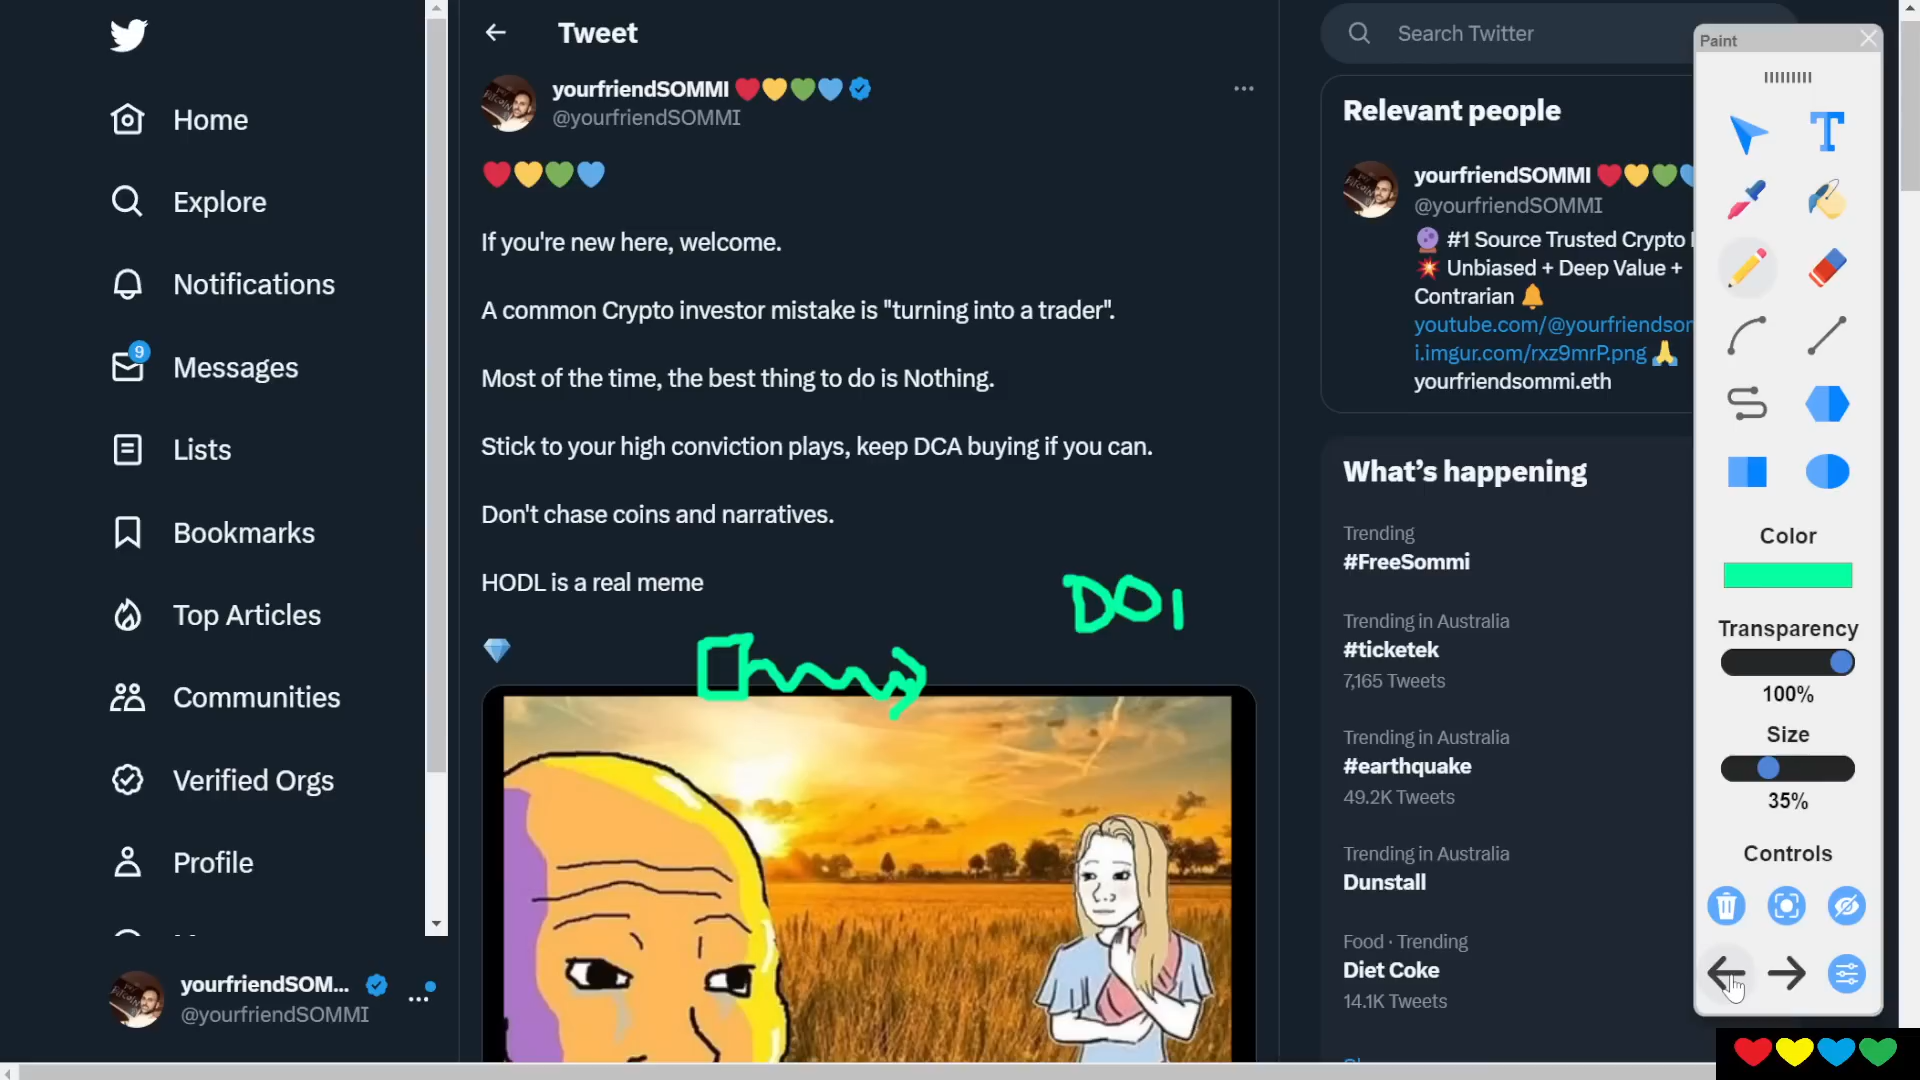 Home
Explore
Notifications
9
Messages
Lists
Bookmarks
Top Articles
Communities
Verified Orgs
Profile
yourfriendSOM...
@yourfriendSOMMI
Tweet
yourfriendSOMMI ❤️💛💚💙
@yourfriendSOMMI
❤️💛💚💙
If you're new here, welcome.
A common Crypto investor mistake is "turning into a trader".
Most of the time, the best thing to do is Nothing.
Stick to your high conviction plays, keep DCA buying if you can.
Don't chase coins and narratives.
HODL is a real meme
💎
DOI
Search Twitter
Relevant people
yourfriendSOMMI ❤️💛💚💙
@yourfriendSOMMI
🔮 #1 Source Trusted Crypto
💥 Unbiased + Deep Value +
Contrarian 🔔
youtube.com/@yourfriendsor
i.imgur.com/rxz9mrP.png 🙏
yourfriendsommi.eth
What's happening
Trending
#FreeSommi
Trending in Australia
#ticketek
7,165 Tweets
Trending in Australia
#earthquake
49.2K Tweets
Trending in Australia
Dunstall
Food · Trending
Diet Coke
14.1K Tweets
Paint
T
Color
Transparency
100%
Size
35%
Controls